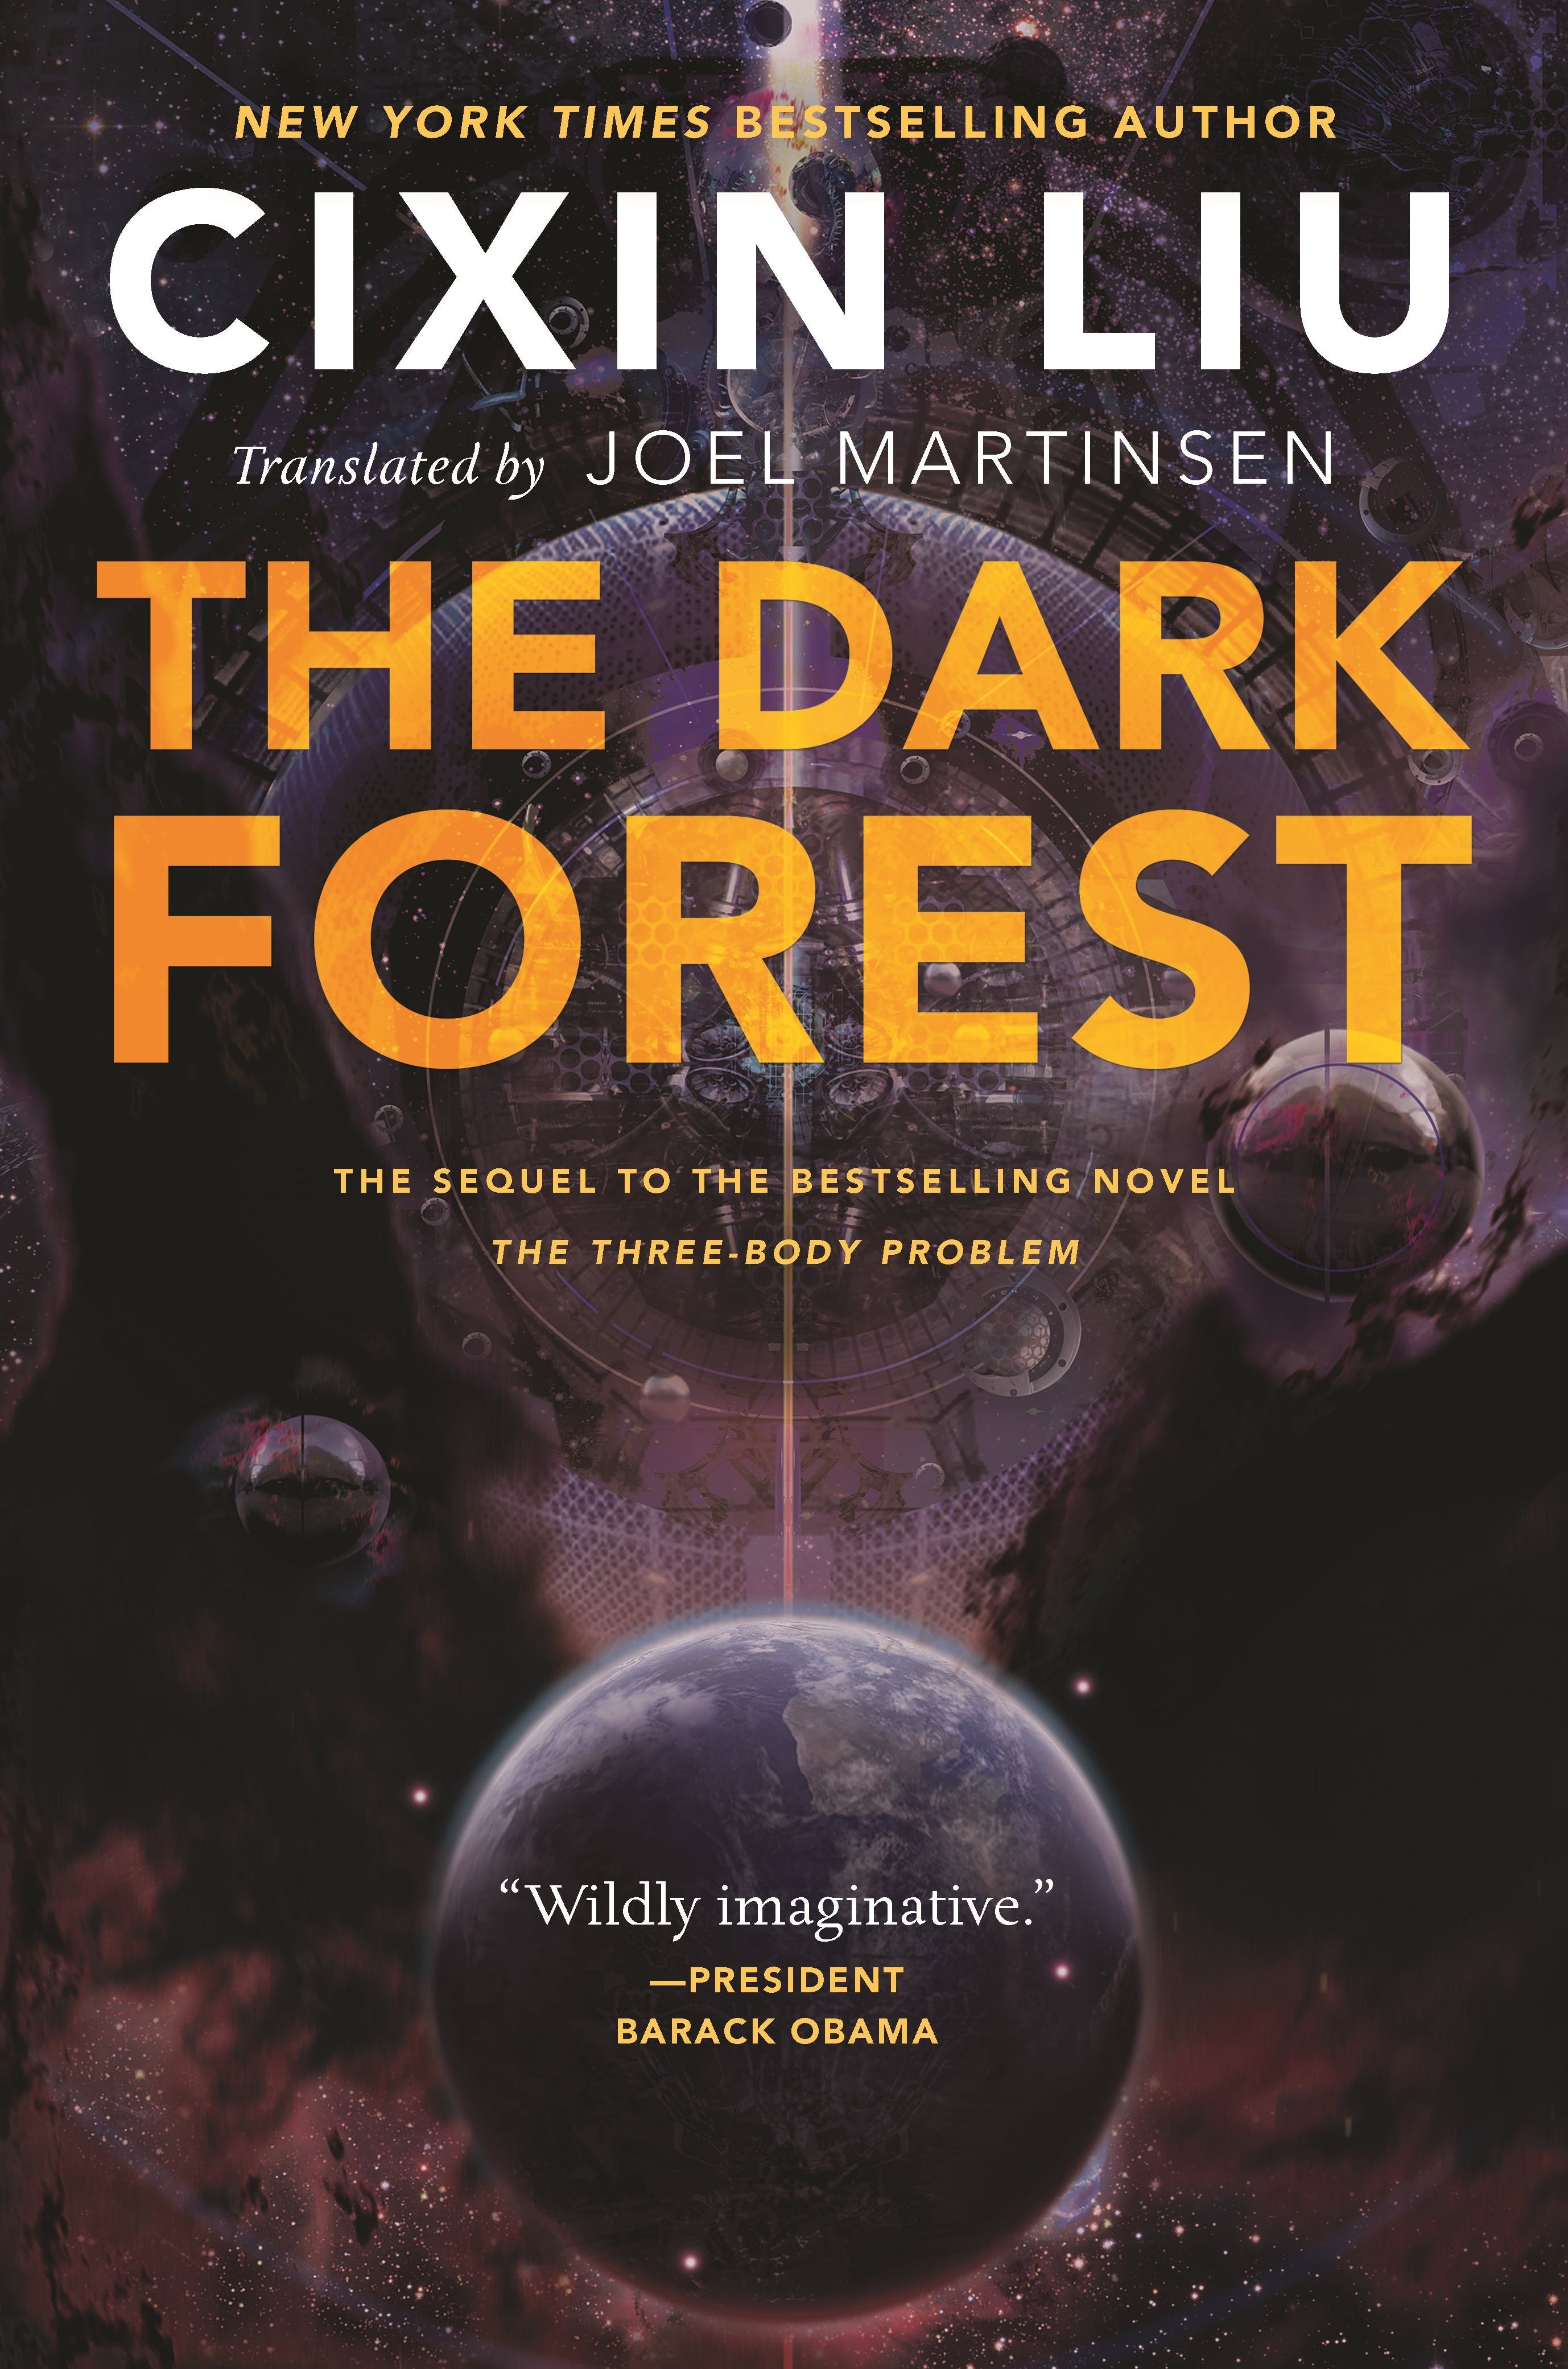 NEW YORK TIMES BESTSELLING AUTHOR
CIXIN LIU
Translated by JOEL MARTINSEN
THE DARK
FOREST
THE SEQUEL TO THE BESTSELLING NOVEL
THE THREE-BODY PROBLEM
“Wildly imaginative.”
—PRESIDENT
BARACK OBAMA